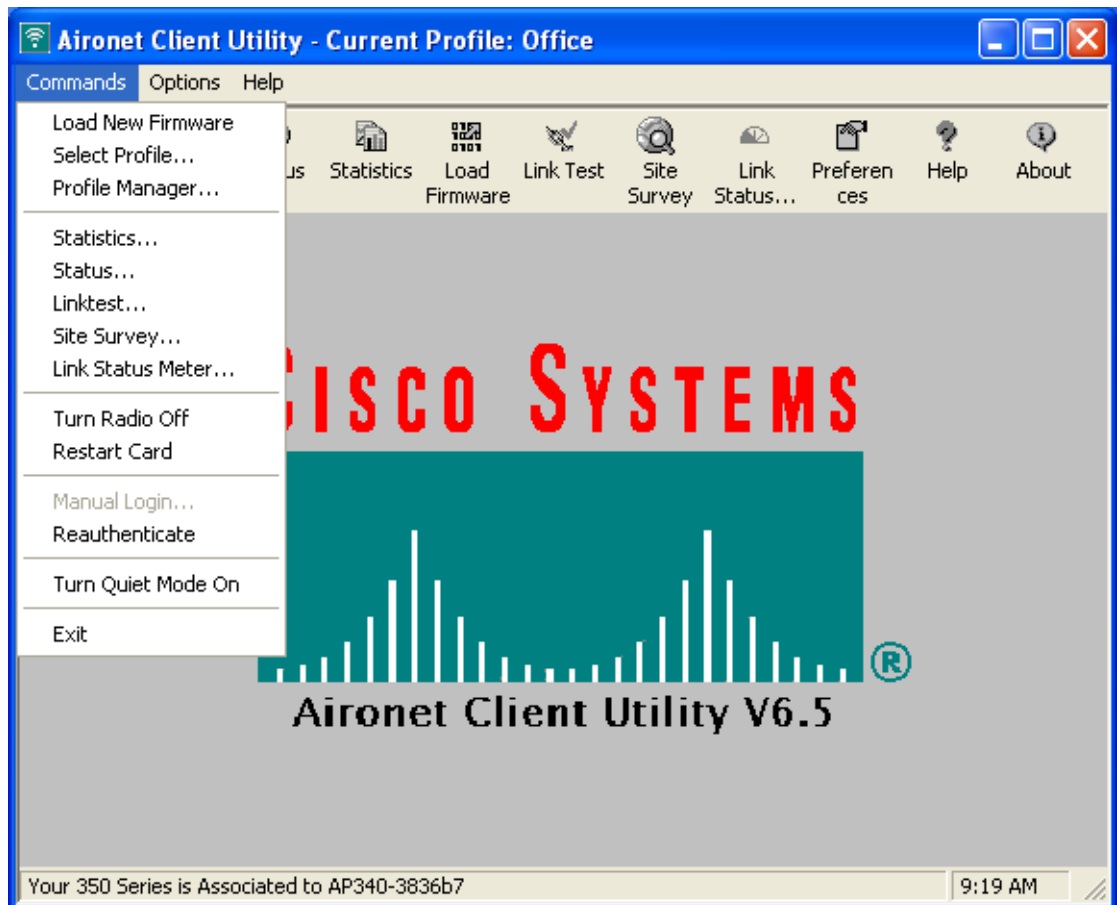 Aironet Client Utility - Current Profile: Office
Commands Options Help
Load New Firmware
Select Profile...
Profile Manager...
Statistics...
Status...
Linktest...
Site Survey...
Link Status Meter...
Turn Radio Off
Restart Card
Manual Login...
Reauthenticate
Turn Quiet Mode On
Exit
us
Statistics
Load
Firmware
Link Test
Site
Survey
Link
Status...
Preferen
ces
Help
About
CISCO SYSTEMS
®
Aironet Client Utility V6.5
Your 350 Series is Associated to AP340-3836b7
9:19 AM